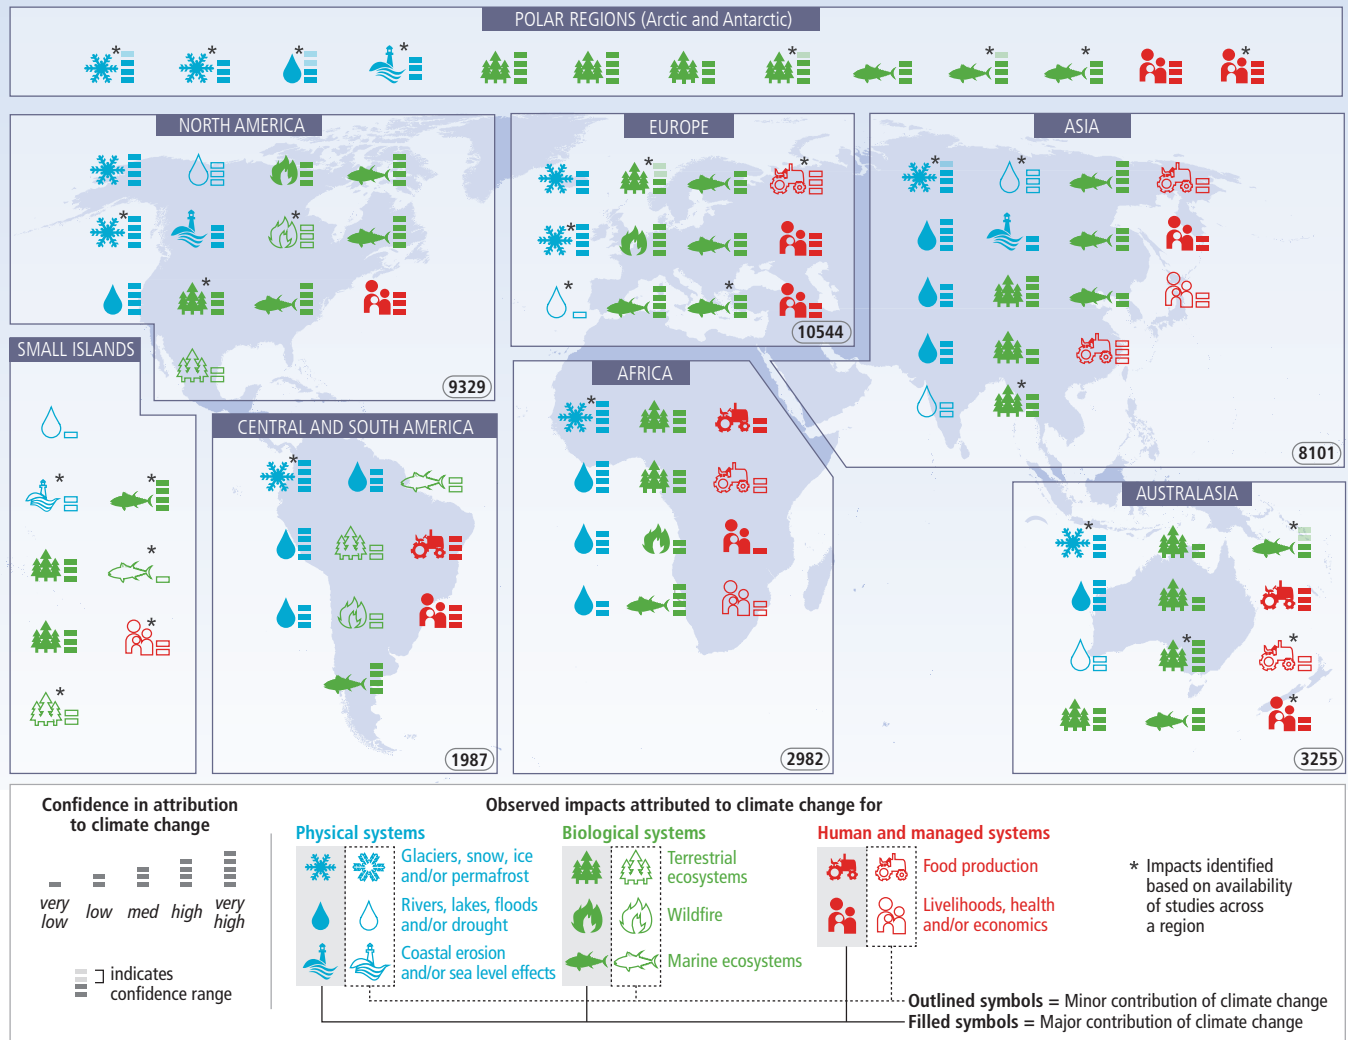 POLAR REGIONS (Arctic and Antarctic)
* * * * * * * *
NORTH AMERICA
* * *
9329
EUROPE
* * * * *
10544
ASIA
* * *
8101
SMALL ISLANDS
* * * * *
CENTRAL AND SOUTH AMERICA
*
1987
AFRICA
*
2982
AUSTRALASIA
* * * * *
3255
Confidence in attribution
to climate change
very
low
low
med
high
very
high
indicates
confidence range
Observed impacts attributed to climate change for
Physical systems
Glaciers, snow, ice
and/or permafrost
Rivers, lakes, floods
and/or drought
Coastal erosion
and/or sea level effects
Biological systems
Terrestrial
ecosystems
Wildfire
Marine ecosystems
Human and managed systems
Food production
Livelihoods, health
and/or economics
* Impacts identified
based on availability
of studies across
a region
Outlined symbols = Minor contribution of climate change
Filled symbols = Major contribution of climate change